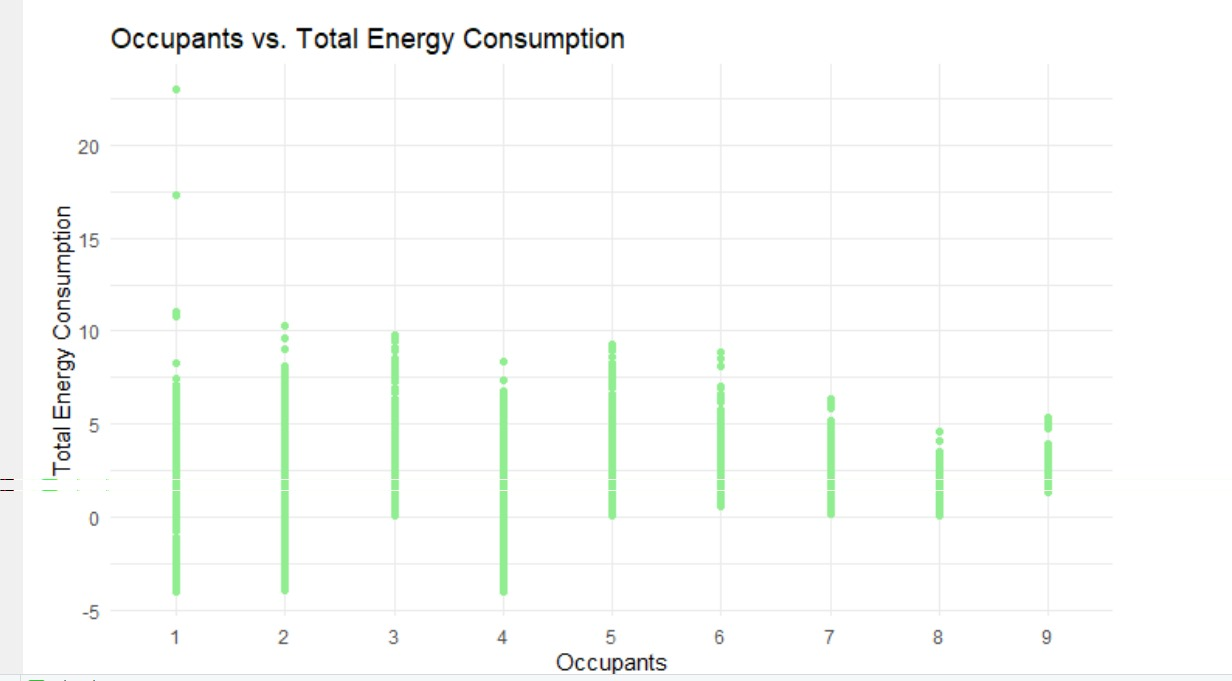 Occupants vs. Total Energy Consumption
Total Energy Consumption
20
15
10
5
0
-5
1 2 3 4 5 6 7 8 9
Occupants